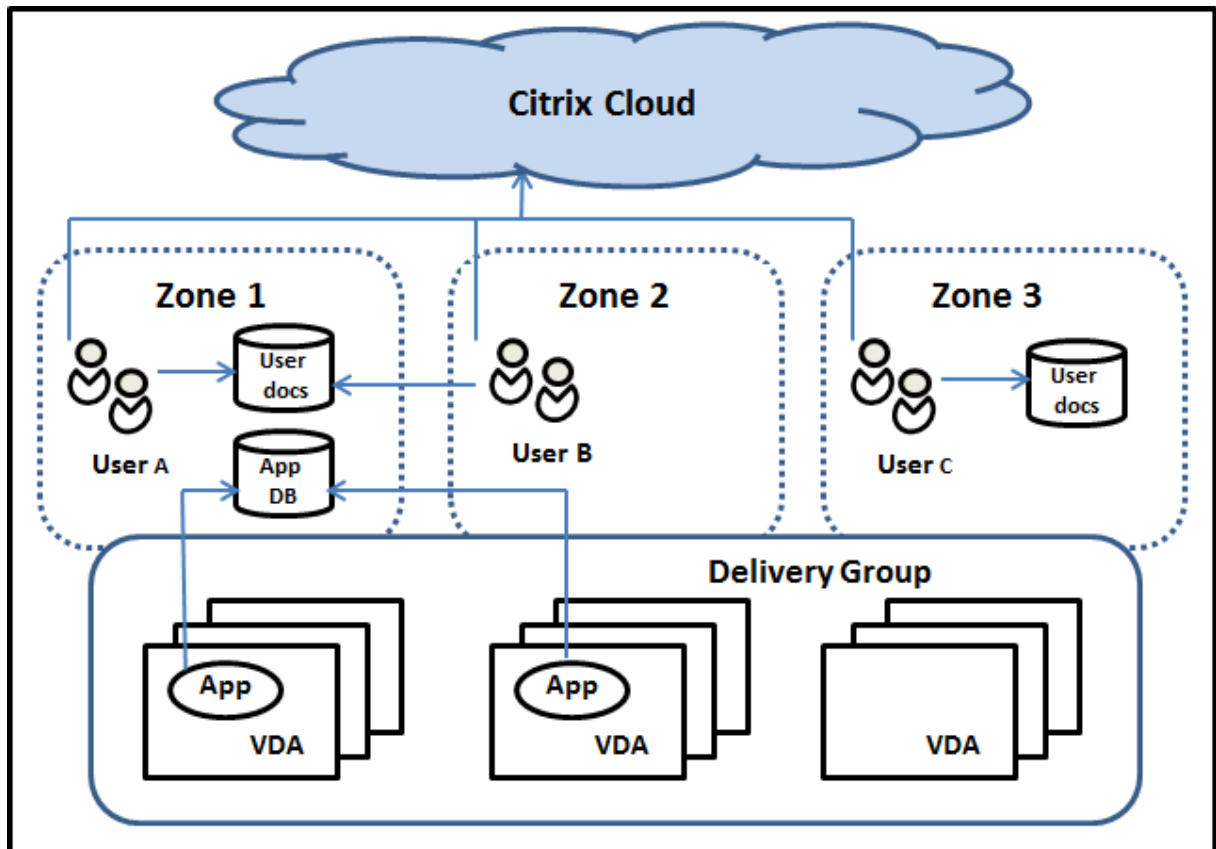 Citrix Cloud
Zone 1
Zone 2
Zone 3
User
docs
User
docs
User A
User B
User C
App
DB
Delivery Group
App
VDA
App
VDA
VDA